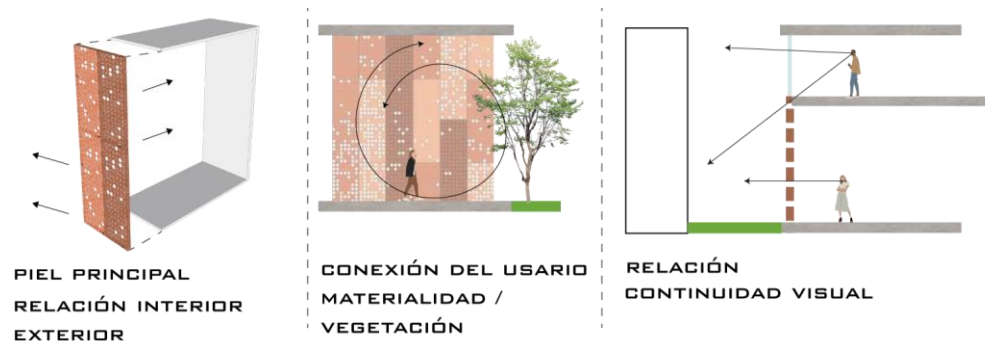 PIEL PRINCIPAL
RELACIÓN INTERIOR
EXTERIOR
CONEXIÓN DEL USARIO
MATERIALIDAD /
VEGETACIÓN
RELACIÓN
CONTINUIDAD VISUAL